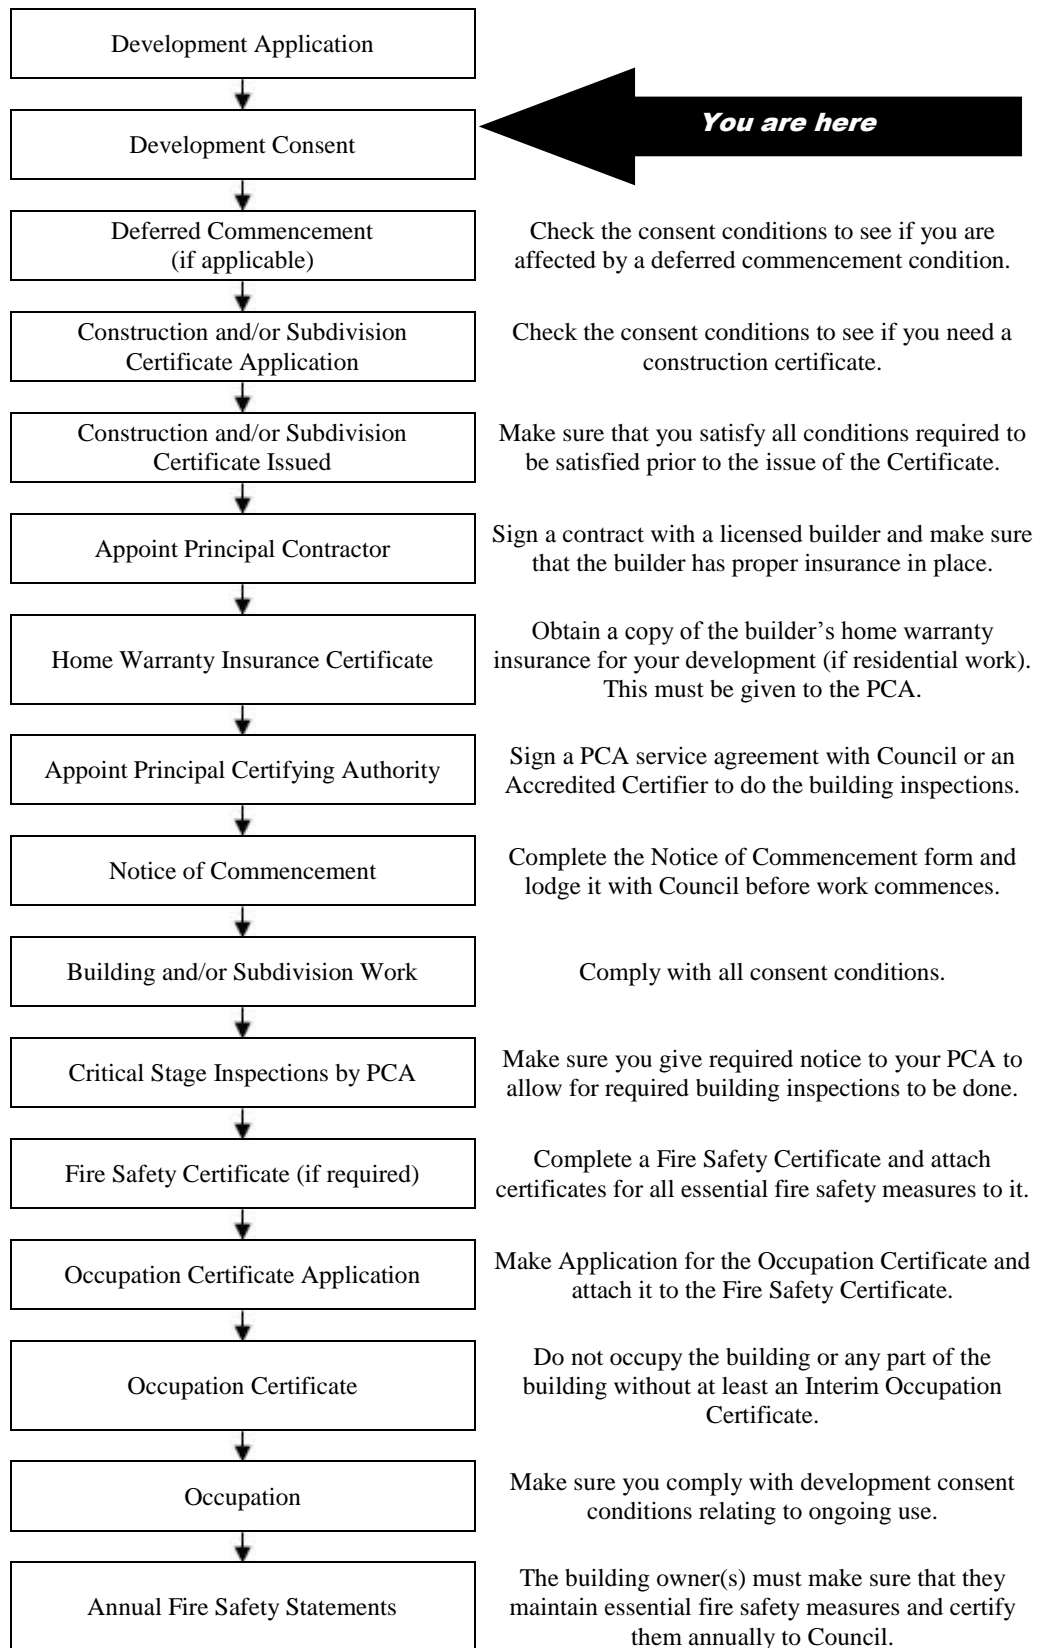 Development Application
Development Consent
You are here
Deferred Commencement
(if applicable)
Check the consent conditions to see if you are
affected by a deferred commencement condition.
Construction and/or Subdivision
Certificate Application
Check the consent conditions to see if you need a
construction certificate.
Construction and/or Subdivision
Certificate Issued
Make sure that you satisfy all conditions required to
be satisfied prior to the issue of the Certificate.
Appoint Principal Contractor
Sign a contract with a licensed builder and make sure
that the builder has proper insurance in place.
Home Warranty Insurance Certificate
Obtain a copy of the builder’s home warranty
insurance for your development (if residential work).
This must be given to the PCA.
Appoint Principal Certifying Authority
Sign a PCA service agreement with Council or an
Accredited Certifier to do the building inspections.
Notice of Commencement
Complete the Notice of Commencement form and
lodge it with Council before work commences.
Building and/or Subdivision Work
Comply with all consent conditions.
Critical Stage Inspections by PCA
Make sure you give required notice to your PCA to
allow for required building inspections to be done.
Fire Safety Certificate (if required)
Complete a Fire Safety Certificate and attach
certificates for all essential fire safety measures to it.
Occupation Certificate Application
Make Application for the Occupation Certificate and
attach it to the Fire Safety Certificate.
Occupation Certificate
Do not occupy the building or any part of the
building without at least an Interim Occupation
Certificate.
Occupation
Make sure you comply with development consent
conditions relating to ongoing use.
Annual Fire Safety Statements
The building owner(s) must make sure that they
maintain essential fire safety measures and certify
them annually to Council.